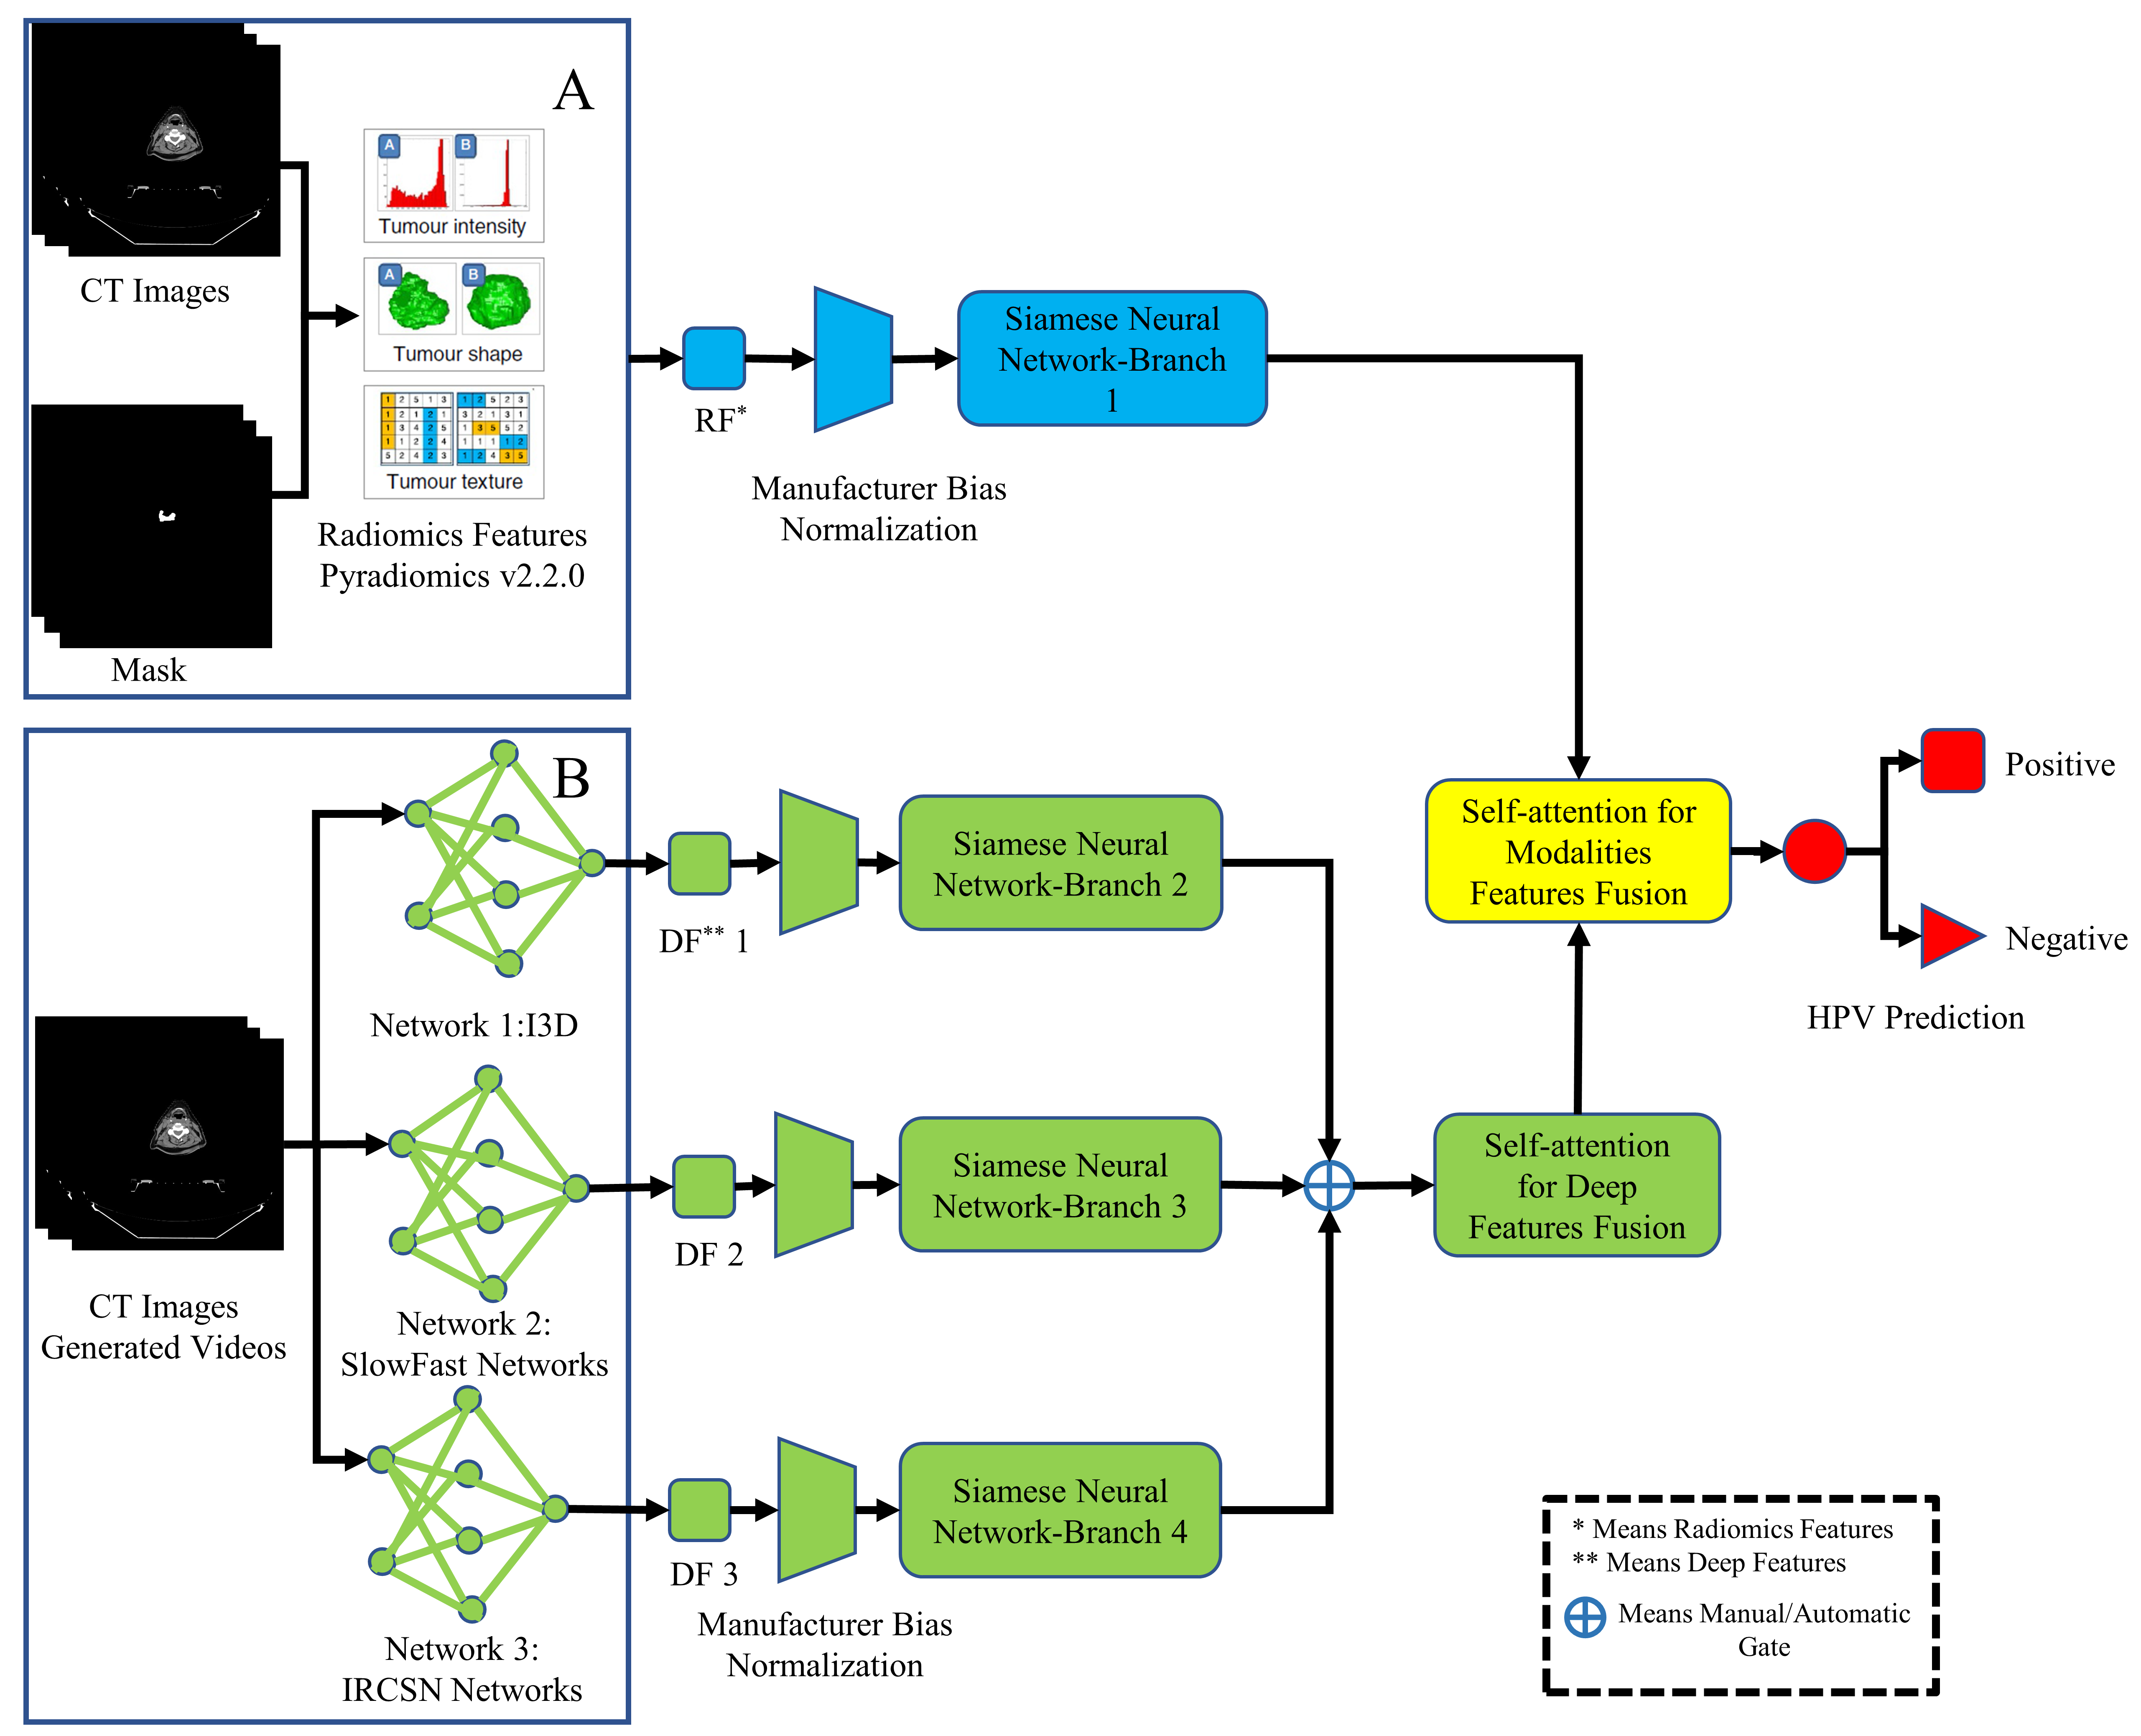 A
CT Images
A B
Tumour intensity
A B
Tumour shape
1 2 5 1 3 1 2 5 2 3
1 2 1 2 1 3 2 1 3 1
1 3 4 2 5 1 3 5 5 2
1 1 2 2 4 1 1 1 1 2
5 2 4 2 3 1 2 4 3 5
Tumour texture
Radiomics Features
Pyradiomics v2.2.0
Mask
RF*
Manufacturer Bias
Normalization
Siamese Neural
Network-Branch
1
B
CT Images
Generated Videos
Network 1:I3D
Network 2:
SlowFast Networks
Network 3:
IRCSN Networks
DF** 1
DF 2
DF 3
Manufacturer Bias
Normalization
Siamese Neural
Network-Branch 2
Siamese Neural
Network-Branch 3
Siamese Neural
Network-Branch 4
Self-attention for
Modalities
Features Fusion
Self-attention
for Deep
Features Fusion
Positive
Negative
HPV Prediction
* Means Radiomics Features
** Means Deep Features
Means Manual/Automatic
Gate